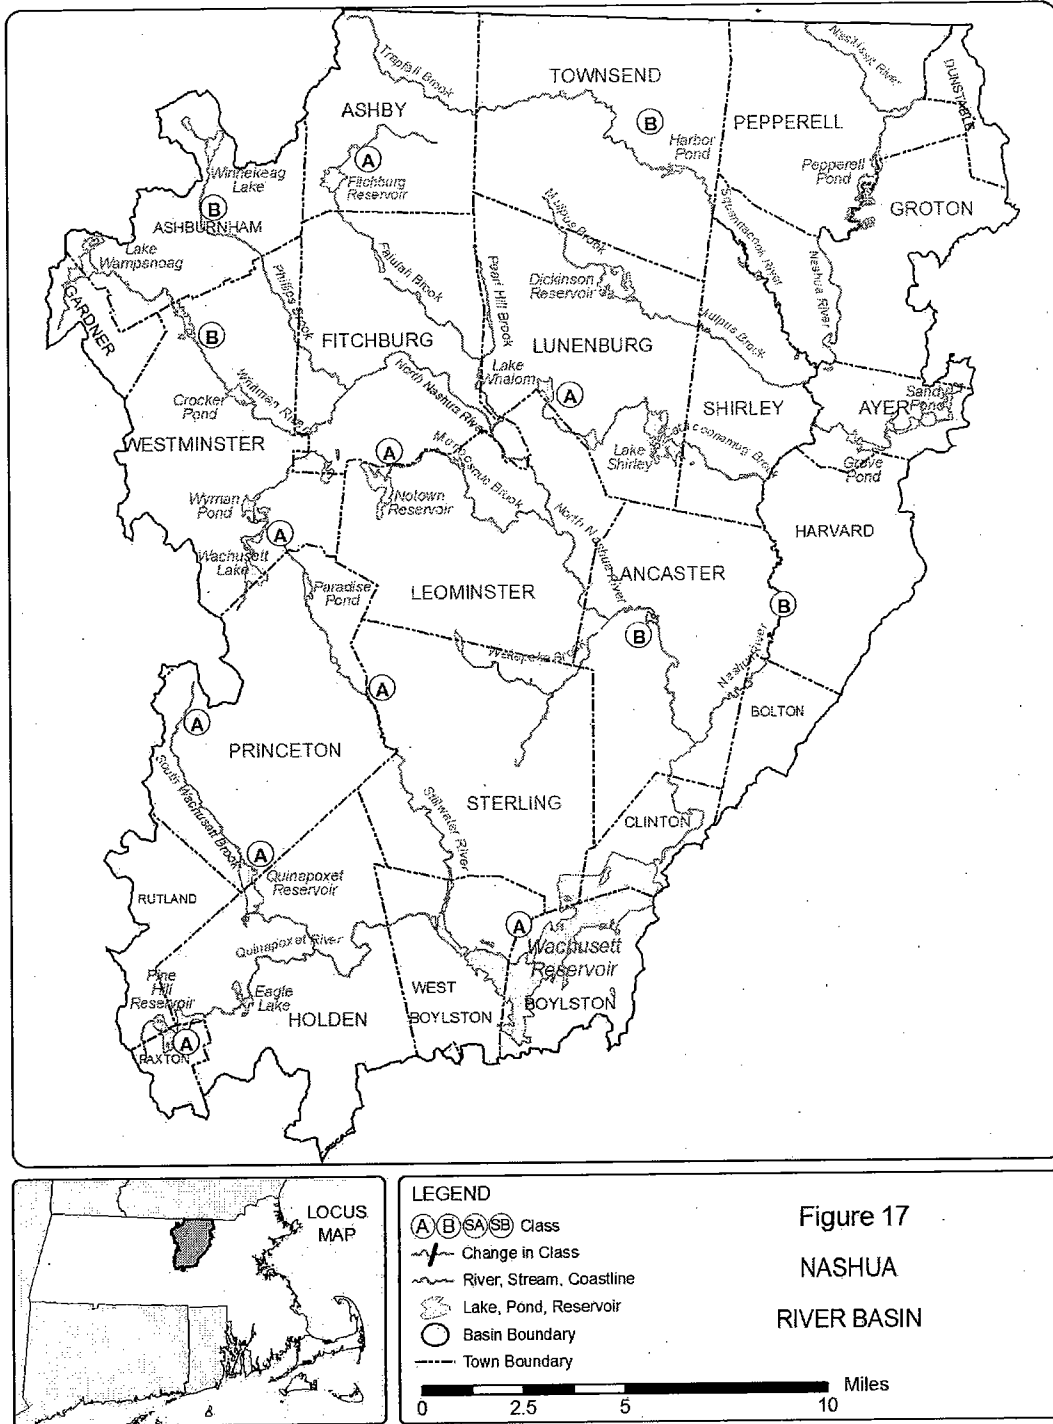 Nashua River
Trapfall Brook
TOWNSEND
DUNSTABLE
ASHBY
B
PEPPERELL
A
Harbor
Pond
Winnekeag
Lake
Fitchburg
Reservoir
Pepperell
Pond
B
Mulpus Brook
Squannacook River
GROTON
ASHBURNHAM
Lake
Wampsnoag
Falulah Brook
Pearl Hill Brook
Nashua River
Phillips Brook
Dickinson
Reservoir
GARDNER
B
FITCHBURG
LUNENBURG
Mulpus Brook
Lake
Whalom
Whitman River
North Nashua River
A
Sand
Pond
Crocker
Pond
SHIRLEY
AYER
WESTMINSTER
A
Lake
Shirley
Catacoonamug Brook
Grove
Pond
Monoosnuc Brook
Wyman
Pond
Notown
Reservoir
North Nashua River
HARVARD
A
Wachusett
Lake
LANCASTER
Paradise
Pond
LEOMINSTER
B
B
Wekepeke Brook
Nashua River
A
A
BOLTON
PRINCETON
South Wachusett Brook
Stillwater River
STERLING
CLINTON
A
Quinapoxet
Reservoir
RUTLAND
A
Quinapoxet River
Wachusett
Reservoir
Pine
Hill
Reservoir
Eagle
Lake
WEST
BOYLSTON
BOYLSTON
HOLDEN
A
PAXTON
LOCUS
MAP
LEGEND
A B SA SB Class
Change in Class
River, Stream, Coastline
Lake, Pond, Reservoir
Basin Boundary
Town Boundary
Miles
0 2.5 5 10
Figure 17
NASHUA
RIVER BASIN